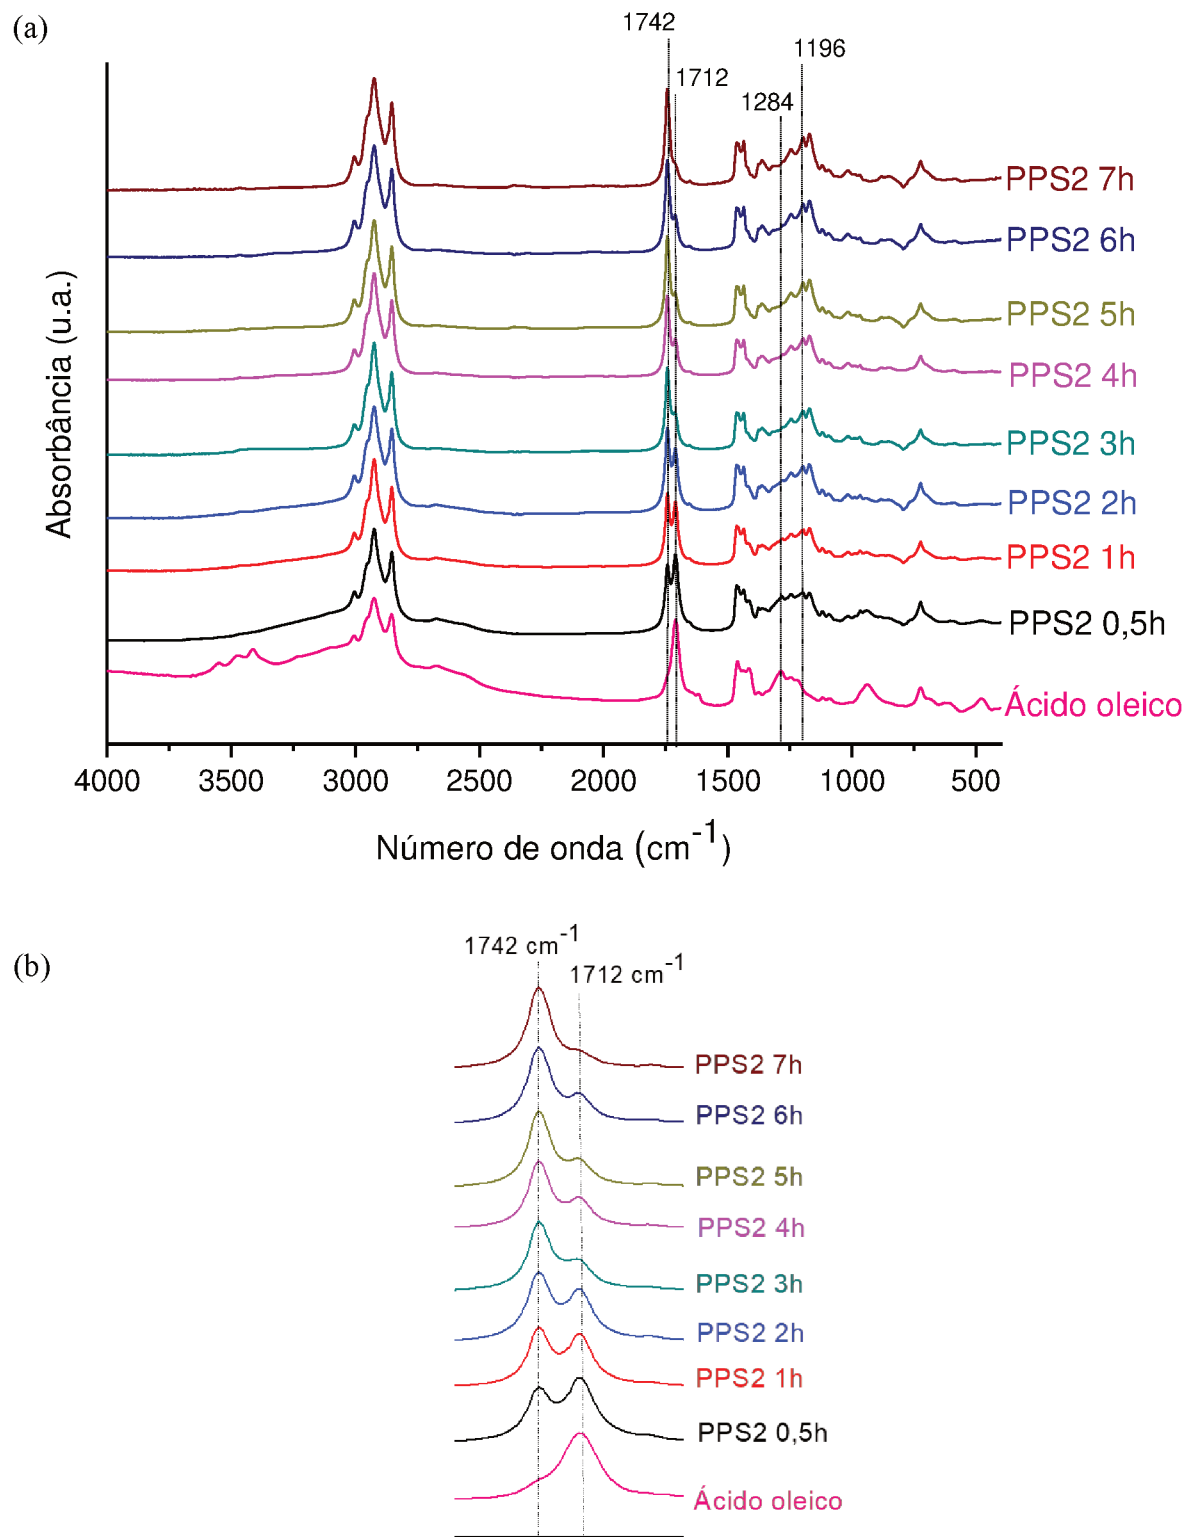 (a)
1742
1196
1712
1284
PPS2 7h
PPS2 6h
PPS2 5h
PPS2 4h
PPS2 3h
PPS2 2h
PPS2 1h
PPS2 0,5h
Ácido oleico
Absorbância (u.a.)
4000 3500 3000 2500 2000 1500 1000 500
Número de onda (cm⁻¹)
(b)
1742 cm⁻¹
1712 cm⁻¹
PPS2 7h
PPS2 6h
PPS2 5h
PPS2 4h
PPS2 3h
PPS2 2h
PPS2 1h
PPS2 0,5h
Ácido oleico